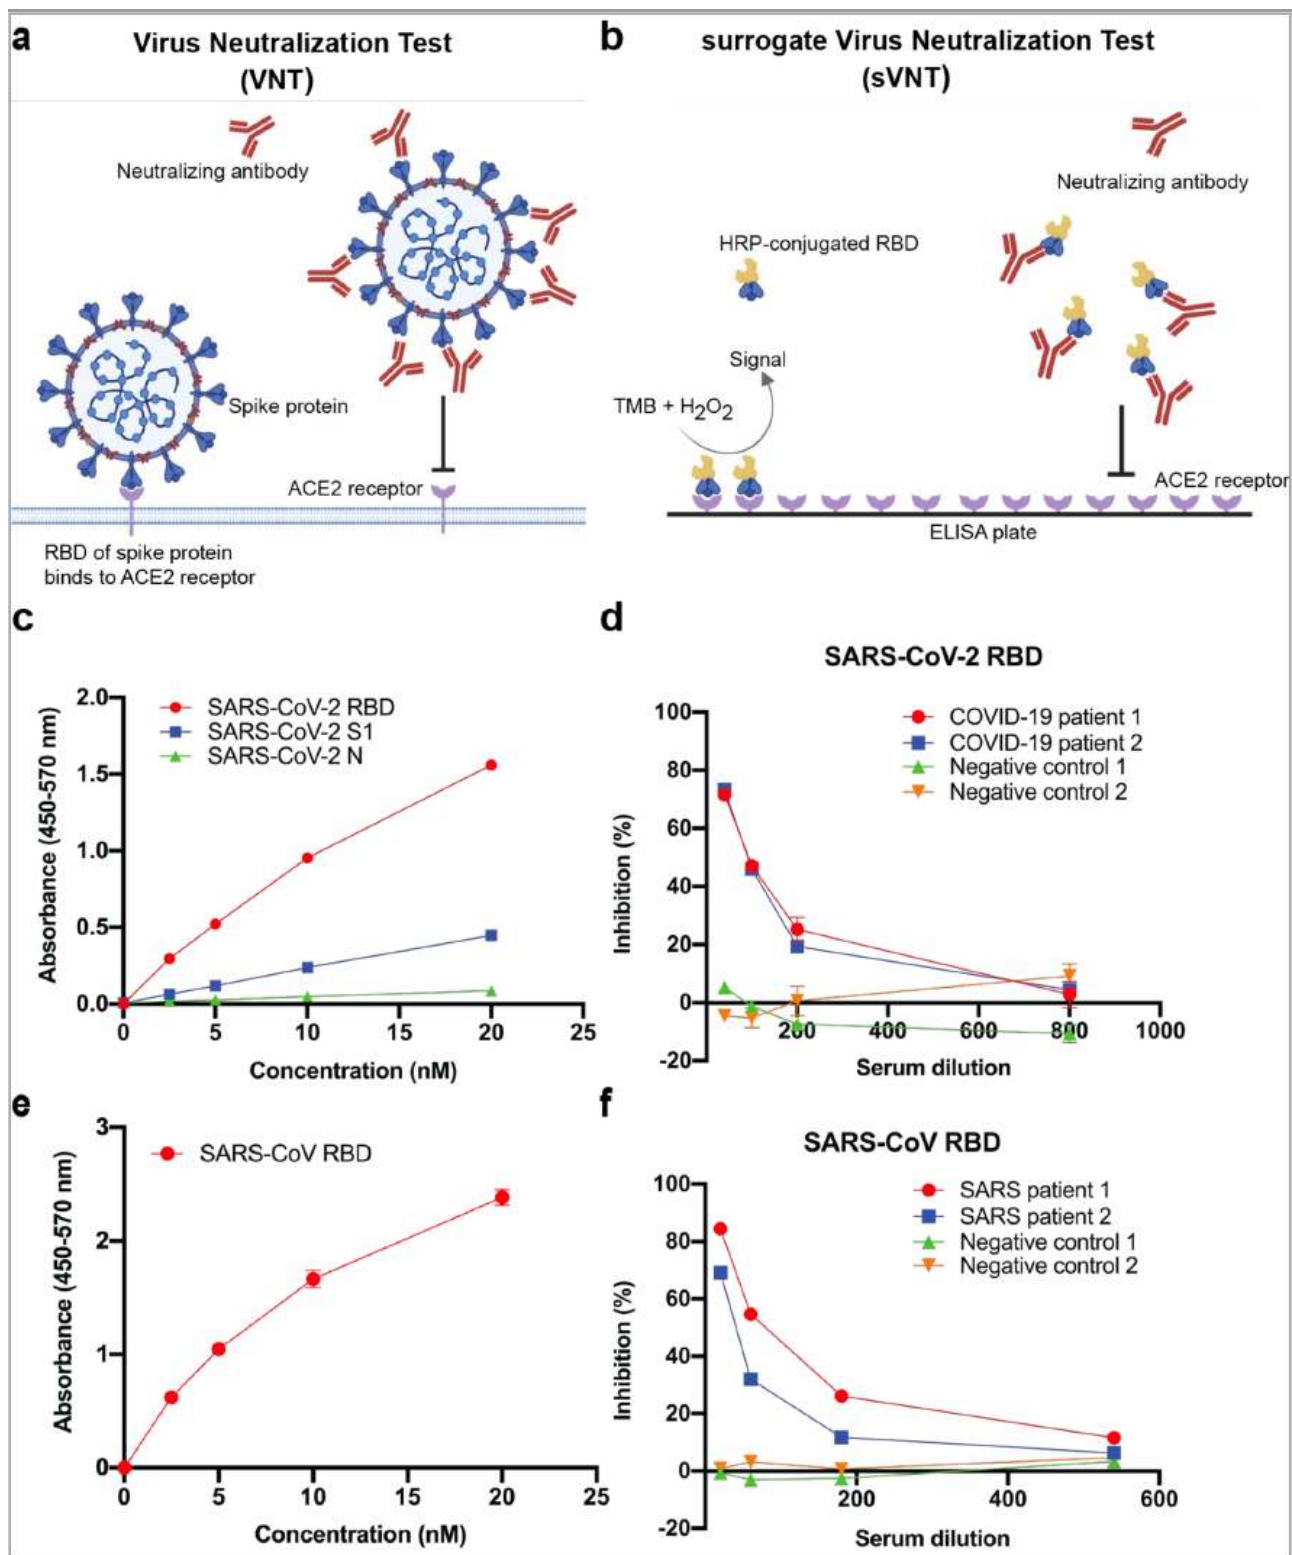 a
Virus Neutralization Test
(VNT)
Neutralizing antibody
Spike protein
ACE2 receptor
RBD of spike protein
binds to ACE2 receptor
b
surrogate Virus Neutralization Test
(sVNT)
Neutralizing antibody
HRP-conjugated RBD
Signal
TMB + H₂O₂
ACE2 receptor
ELISA plate
c
SARS-CoV-2 RBD
SARS-CoV-2 S1
SARS-CoV-2 N
Absorbance (450-570 nm)
2.0
1.5
1.0
0.5
0.0
0 5 10 15 20 25
Concentration (nM)
d
SARS-CoV-2 RBD
COVID-19 patient 1
COVID-19 patient 2
Negative control 1
Negative control 2
Inhibition (%)
100
80
60
40
20
0
-20
200 400 600 800 1000
Serum dilution
e
SARS-CoV RBD
Absorbance (450-570 nm)
3
2
1
0
0 5 10 15 20 25
Concentration (nM)
f
SARS-CoV RBD
SARS patient 1
SARS patient 2
Negative control 1
Negative control 2
Inhibition (%)
100
80
60
40
20
0
-20
200 400 600
Serum dilution